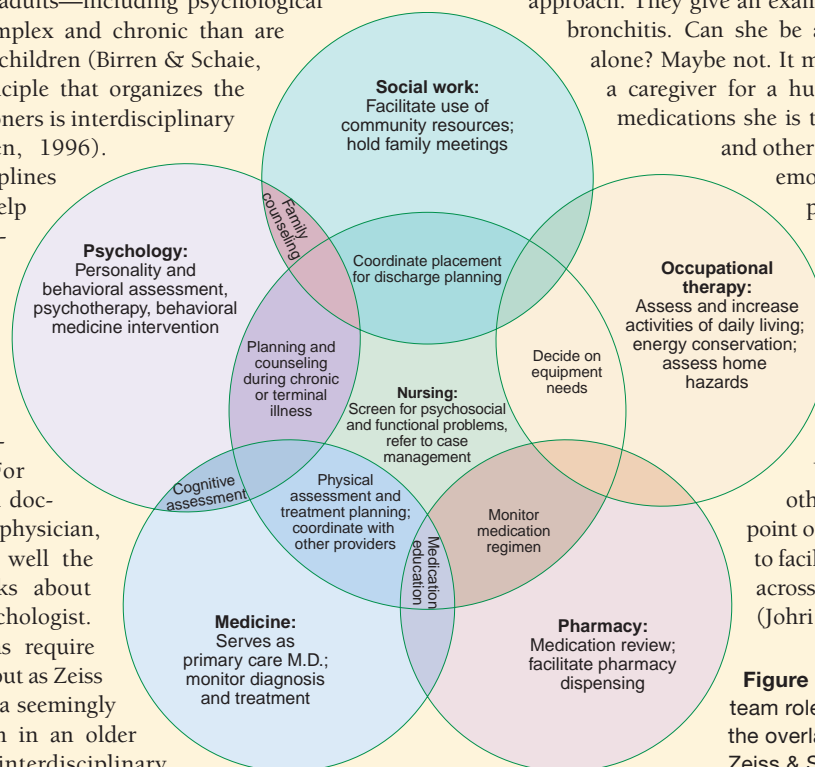 adults—including psychological
mplex and chronic than are
children (Birren & Schaie,
ciple that organizes the
oners is interdisciplinary
en, 1996).
plines
elp
-
approach. They give an exam
bronchitis. Can she be a
alone? Maybe not. It m
a caregiver for a hu
medications she is t
and other
emo
p
Social work:
Facilitate use of
community resources;
hold family meetings
Family
counseling
Coordinate placement
for discharge planning
Psychology:
Personality and
behavioral assessment,
psychotherapy, behavioral
medicine intervention
Occupational
therapy:
Assess and increase
activities of daily living;
energy conservation;
assess home
hazards
Planning and
counseling
during chronic
or terminal
illness
Decide on
equipment
needs
Nursing:
Screen for psychosocial
and functional problems,
refer to case
management
Cognitive
assessment
Physical
assessment and
treatment planning;
coordinate with
other providers
Medication
education
Monitor
medication
regimen
Medicine:
Serves as
primary care M.D.;
monitor diagnosis
and treatment
Pharmacy:
Medication review;
facilitate pharmacy
dispensing
-
For
doc-
physician,
well the
ks about
chologist.
ns require
but as Zeiss
a seemingly
n in an older
interdisciplinary
oth
point o
to facil
across
(Johri
Figure
team role
the overla
Zeiss & S